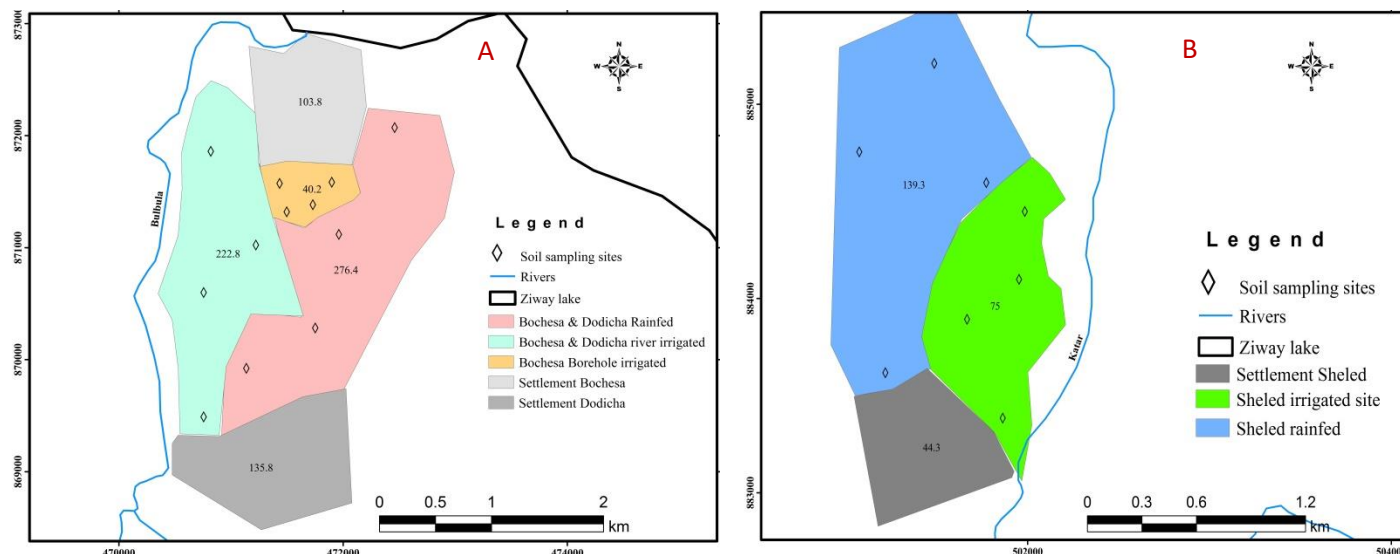 A
N
W E
S
873000
872000
871000
870000
869000
Bulbula
103.8
40.2
222.8
276.4
135.8
Legend
Soil sampling sites
Rivers
Ziway lake
Bochesa & Dodicha Rainfed
Bochesa & Dodicha river irrigated
Bochesa Borehole irrigated
Settlement Bochesa
Settlement Dodicha
0 0.5 1 2
km
470000 472000 474000
B
N
W E
S
885000
884000
883000
139.3
75
44.3
Katar
Legend
Soil sampling sites
Rivers
Ziway lake
Settlement Sheled
Sheled irrigated site
Sheled rainfed
0 0.3 0.6 1.2
km
502000